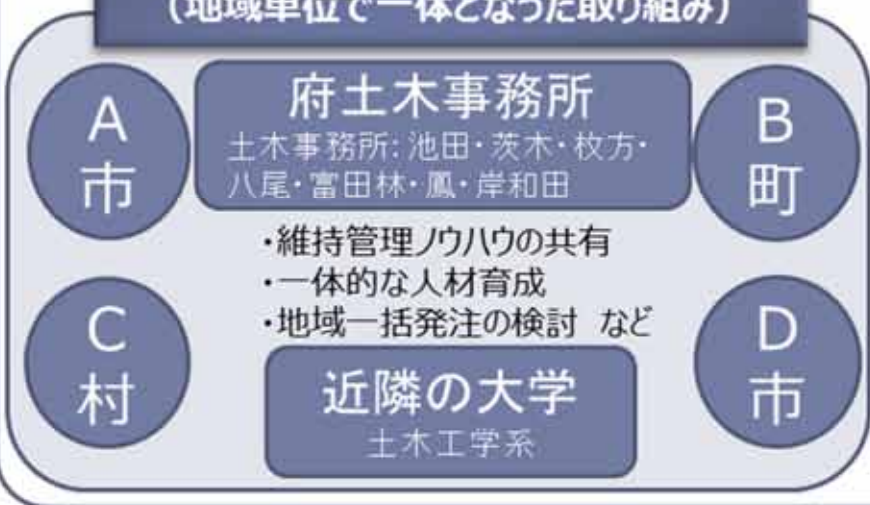 (地域単位で一体となった取り組み)
府土木事務所
土木事務所:池田・茨木・枚方・
八尾・富田林・鳳・岸和田
A
市
B
町
・維持管理ノウハウの共有
・一体的な人材育成
・地域一括発注の検討 など
C
村
D
市
近隣の大学
土木工学系